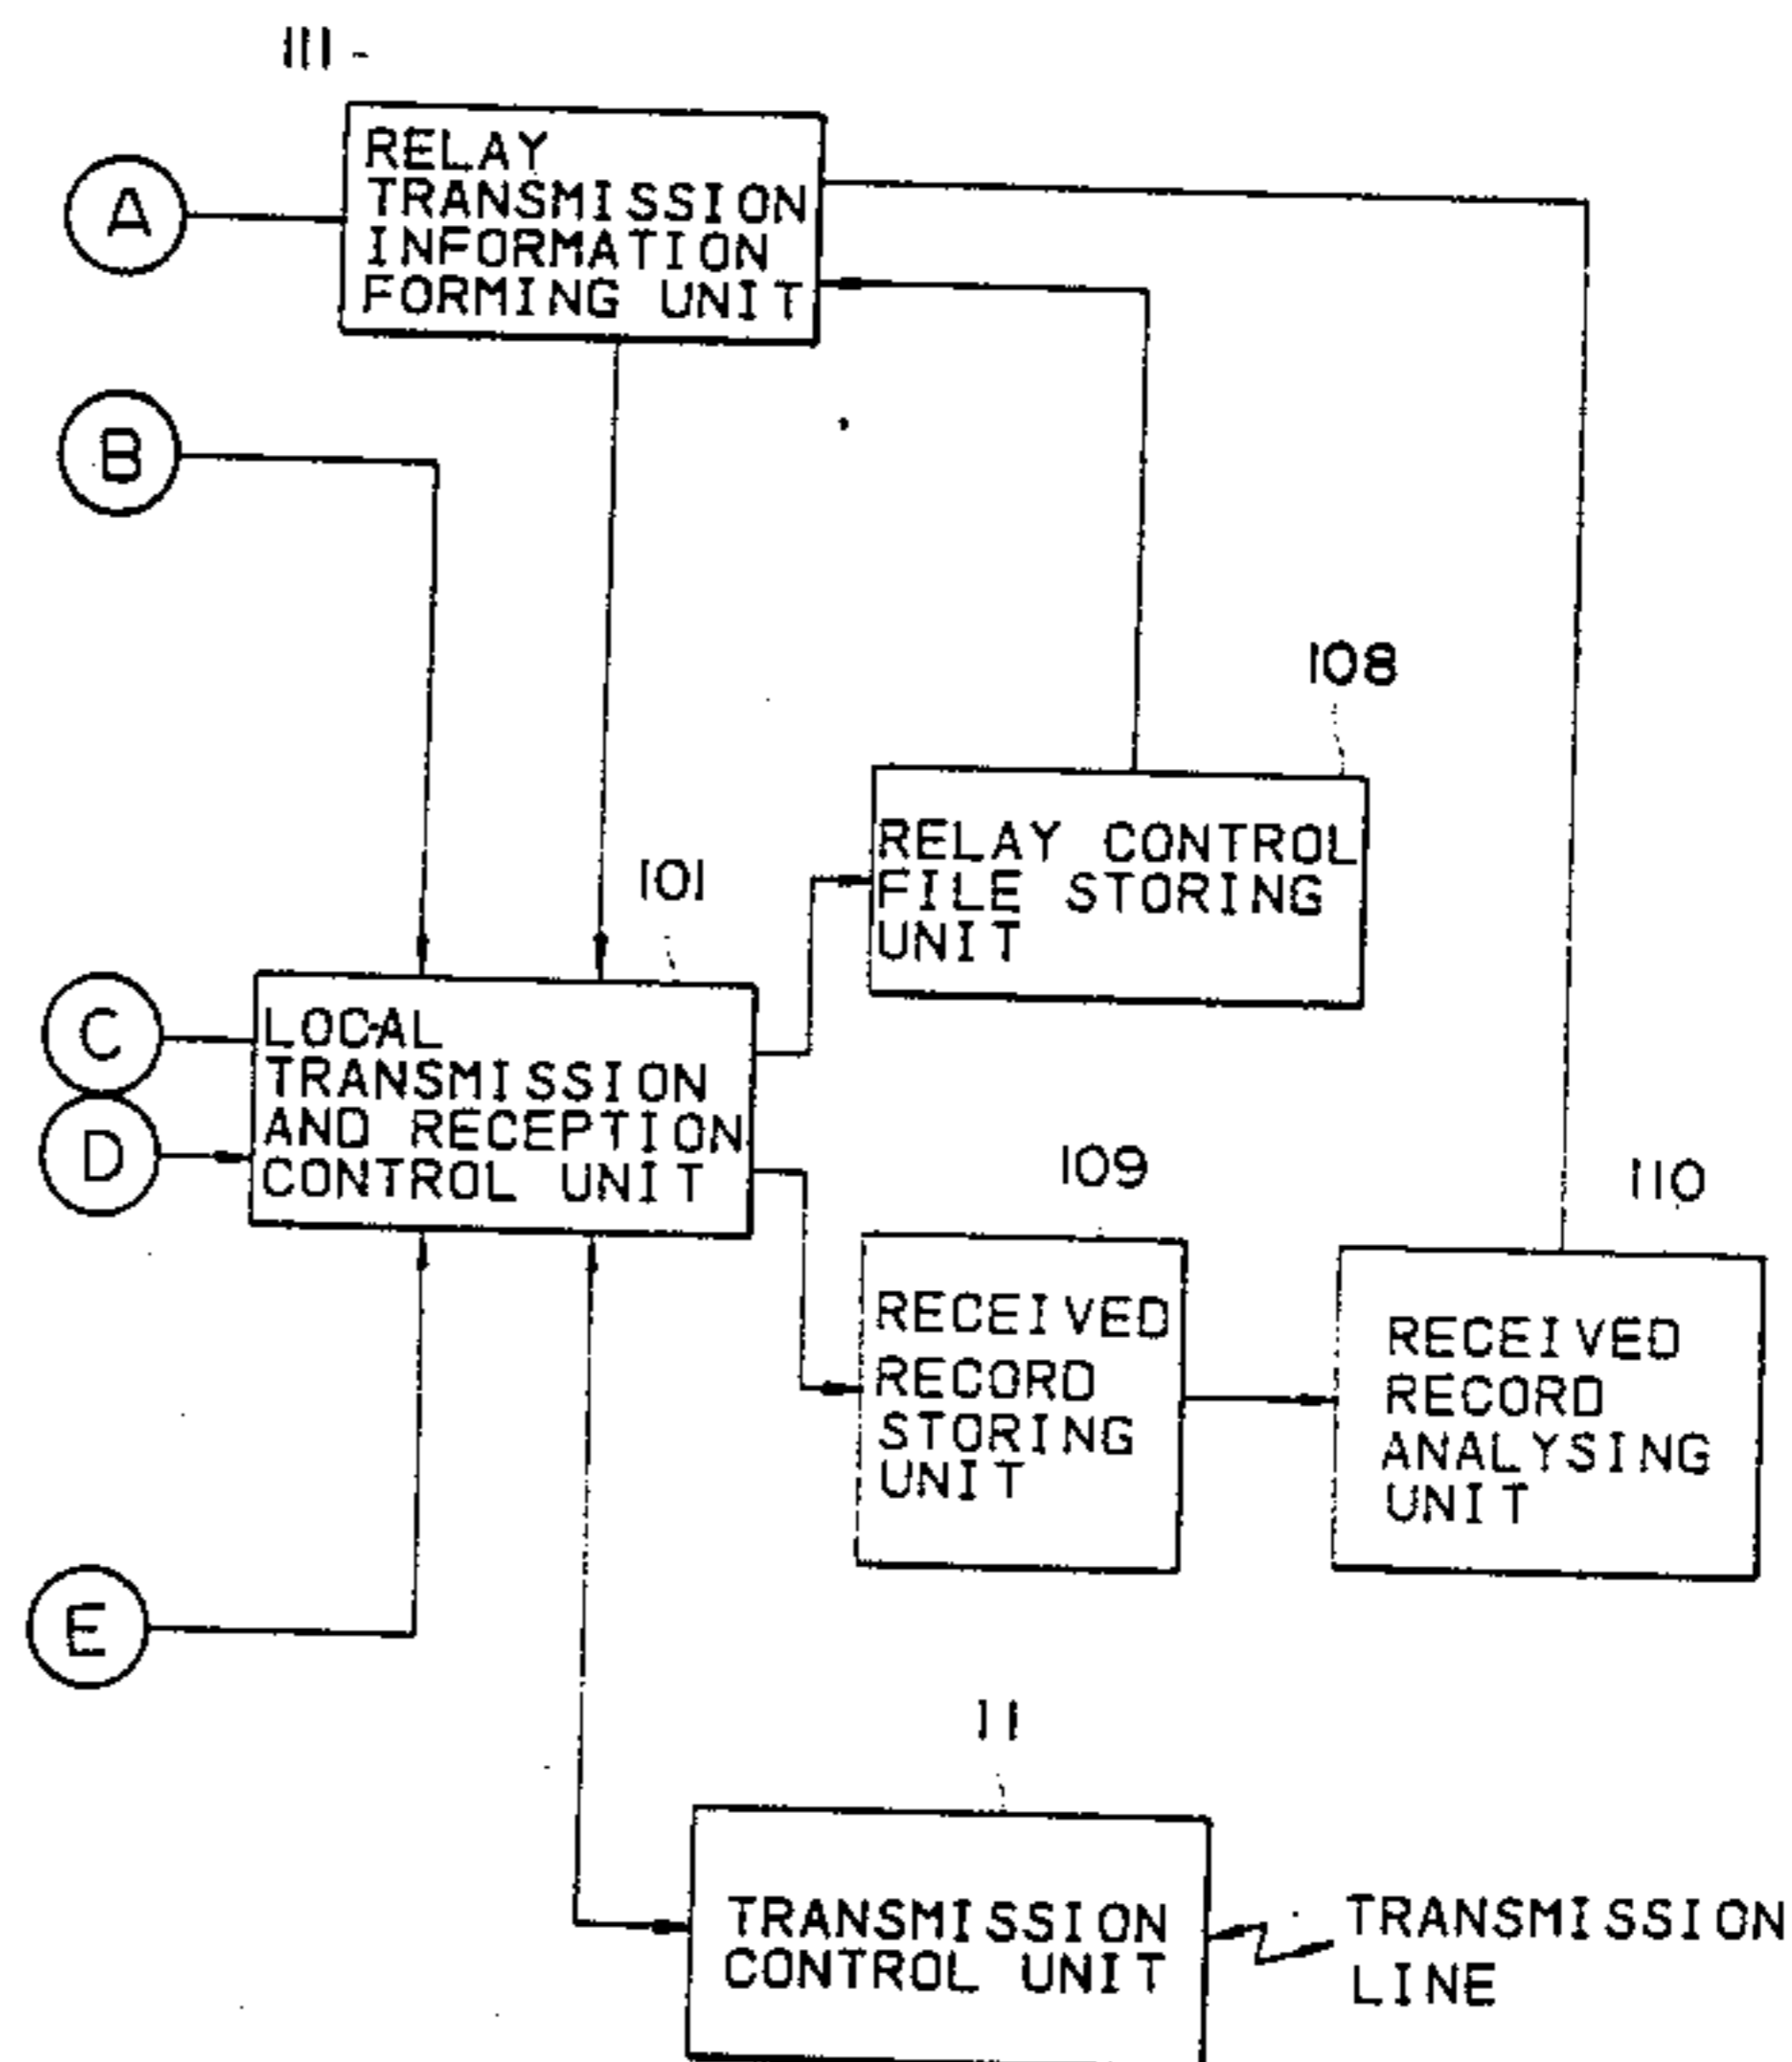 111
RELAY
TRANSMISSION
INFORMATION
FORMING UNIT
A
B
108
RELAY CONTROL
FILE STORING
UNIT
101
C
LOCAL
TRANSMISSION
AND RECEPTION
CONTROL UNIT
D
109
RECEIVED
RECORD
STORING
UNIT
110
RECEIVED
RECORD
ANALYSING
UNIT
E
11
TRANSMISSION
CONTROL UNIT
TRANSMISSION
LINE